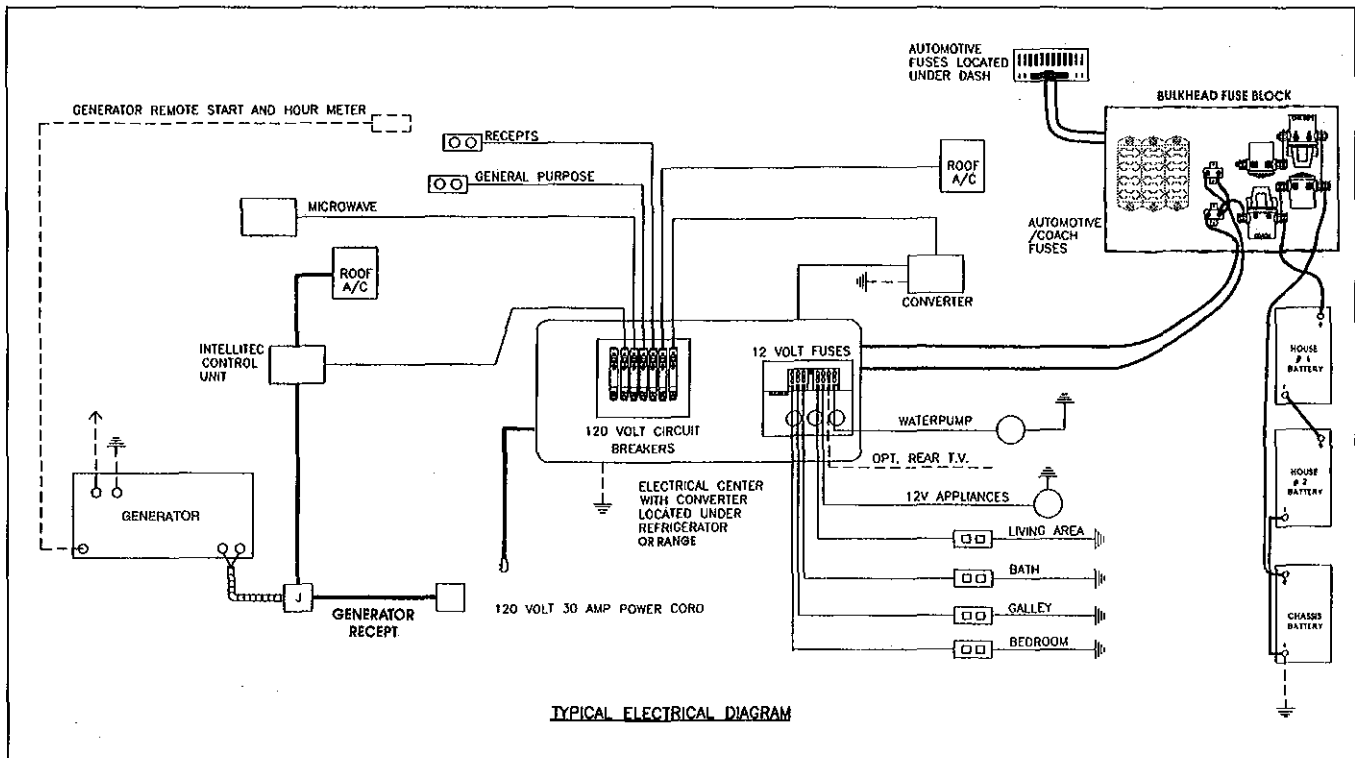 AUTOMOTIVE
FUSES LOCATED
UNDER DASH
BULKHEAD FUSE BLOCK
GENERATOR REMOTE START AND HOUR METER
RECEPTS
GENERAL PURPOSE
ROOF
A/C
MICROWAVE
AUTOMOTIVE
/COACH
FUSES
ROOF
A/C
CONVERTER
INTELLITEC
CONTROL
UNIT
12 VOLT FUSES
HOUSE
# 1
BATTERY
120 VOLT CIRCUIT
BREAKERS
WATERPUMP
OPT. REAR T.V.
HOUSE
# 2
BATTERY
ELECTRICAL CENTER
WITH CONVERTER
LOCATED UNDER
REFRIGERATOR
OR RANGE
12V APPLIANCES
GENERATOR
LIVING AREA
BATH
J
GENERATOR
RECEPT.
120 VOLT 30 AMP POWER CORD
GALLEY
CHASSIS
BATTERY
BEDROOM
TYPICAL ELECTRICAL DIAGRAM